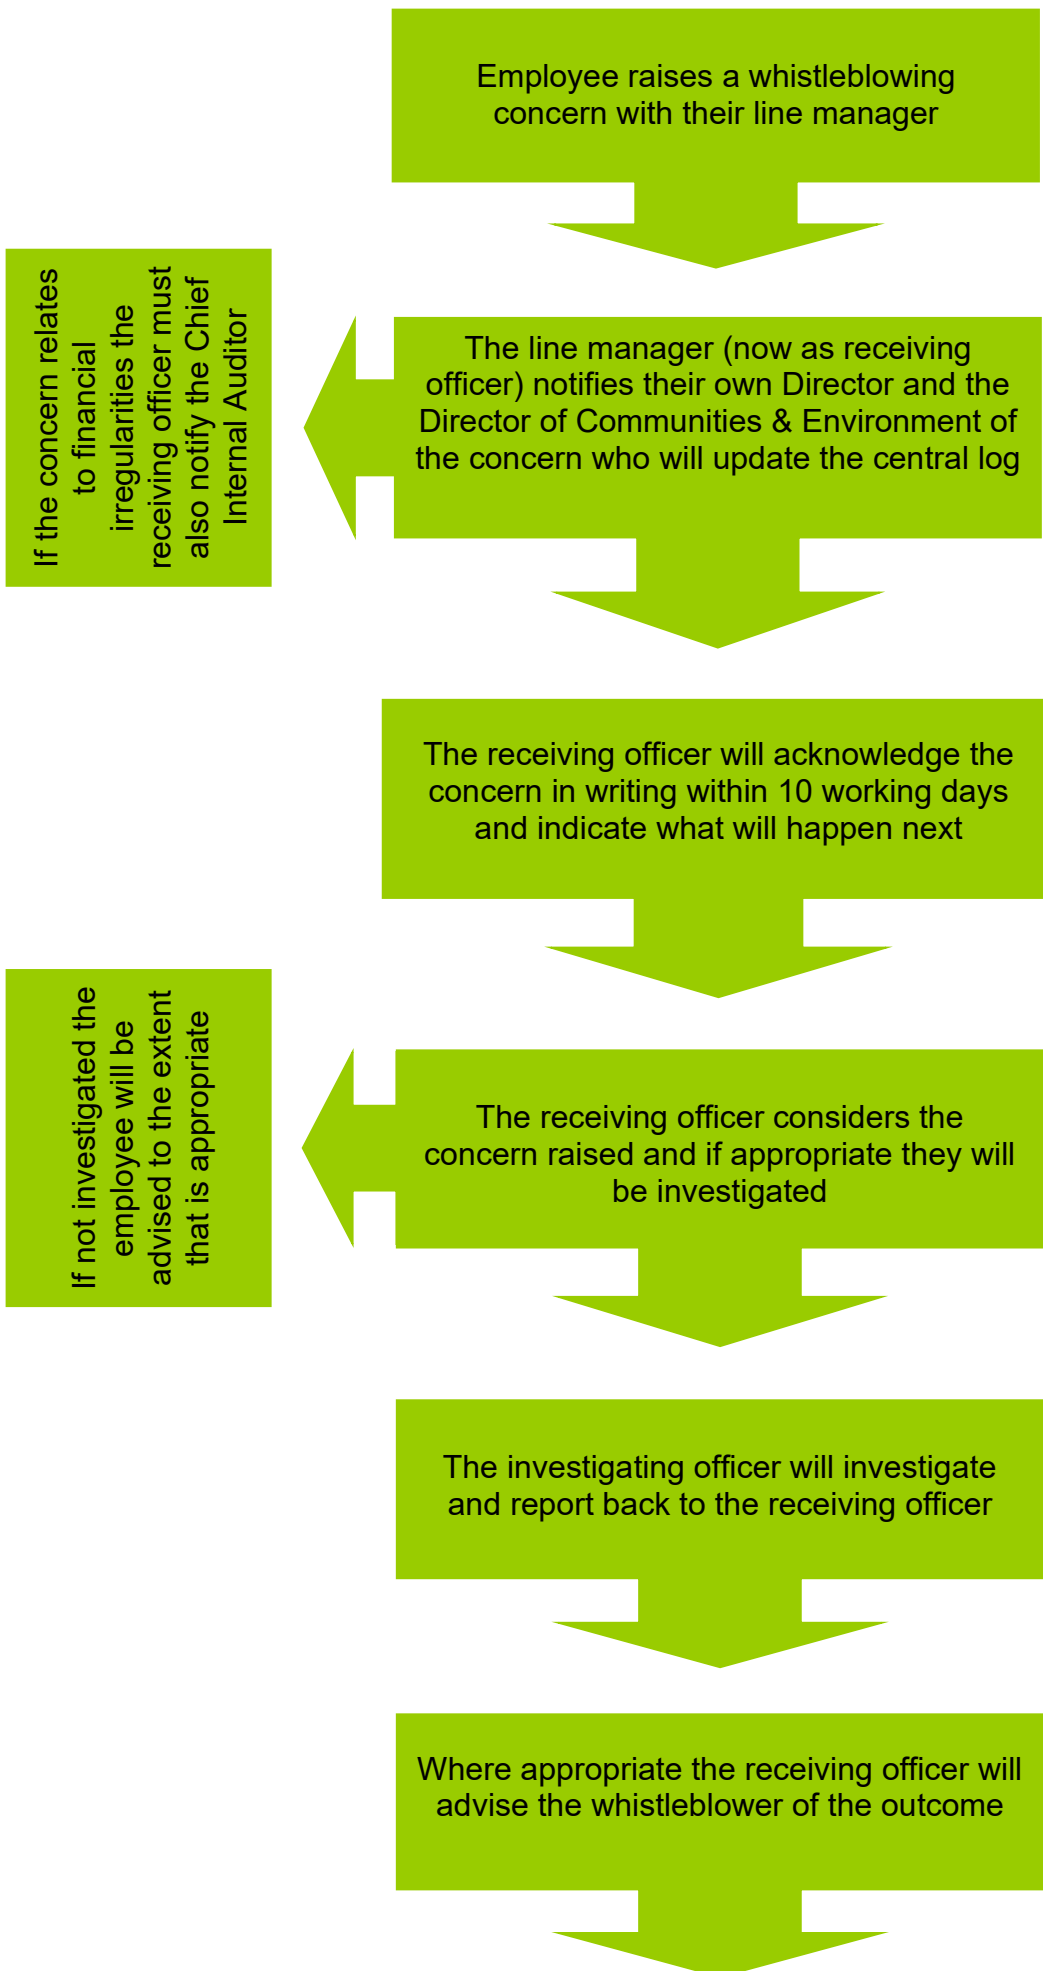 Employee raises a whistleblowing
concern with their line manager
The line manager (now as receiving
officer) notifies their own Director and the
Director of Communities & Environment of
the concern who will update the central log
If the concern relates
to financial
irregularities the
receiving officer must
also notify the Chief
Internal Auditor
The receiving officer will acknowledge the
concern in writing within 10 working days
and indicate what will happen next
The receiving officer considers the
concern raised and if appropriate they will
be investigated
If not investigated the
employee will be
advised to the extent
that is appropriate
The investigating officer will investigate
and report back to the receiving officer
Where appropriate the receiving officer will
advise the whistleblower of the outcome